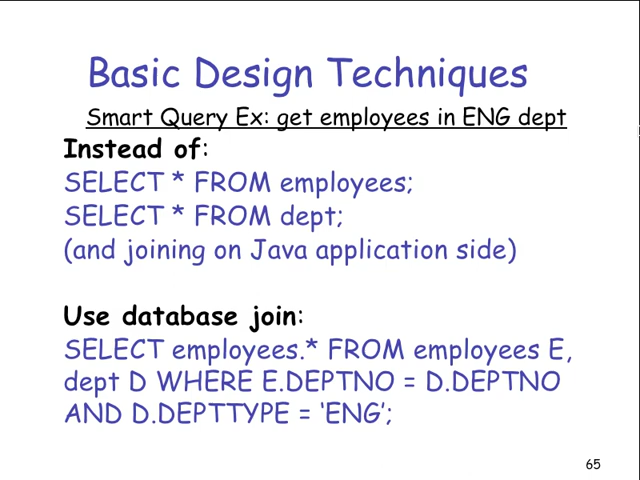 Basic Design Techniques
Smart Query Ex: get employees in ENG dept
Instead of:
SELECT * FROM employees;
SELECT * FROM dept;
(and joining on Java application side)
Use database join:
SELECT employees.* FROM employees E,
dept D WHERE E.DEPTNO = D.DEPTNO
AND D.DEPTTYPE = ‘ENG’;
65